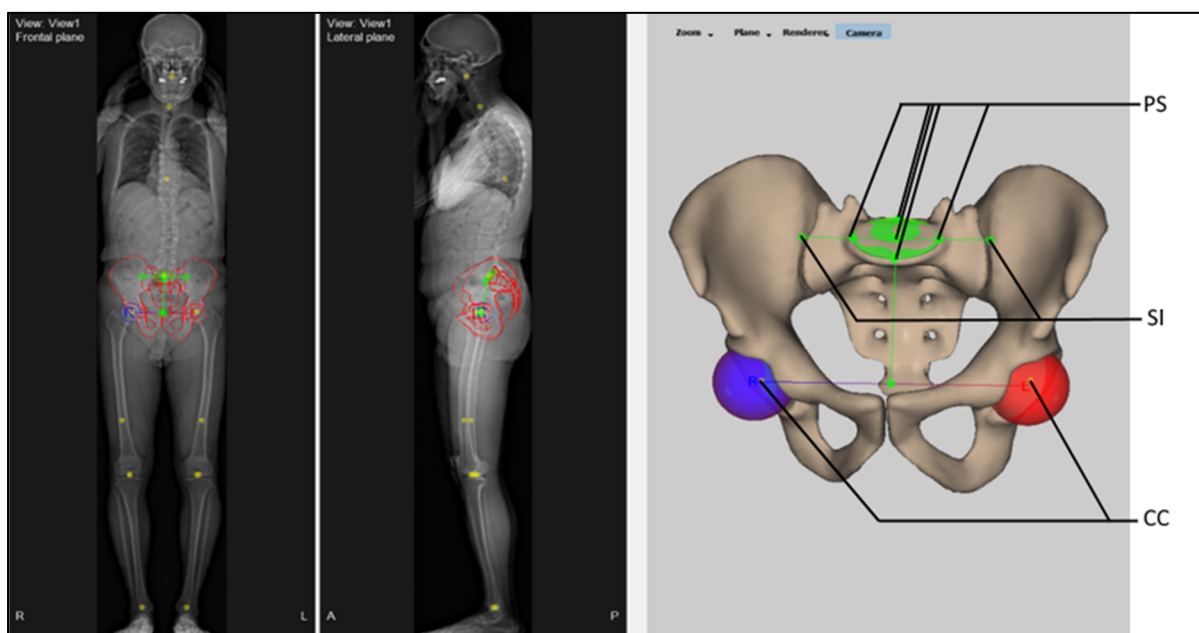 View: View1
Frontal plane
R
L
View: View1
Lateral plane
A
P
Zoom Plane Renderer Camera
PS
SI
R
L
CC